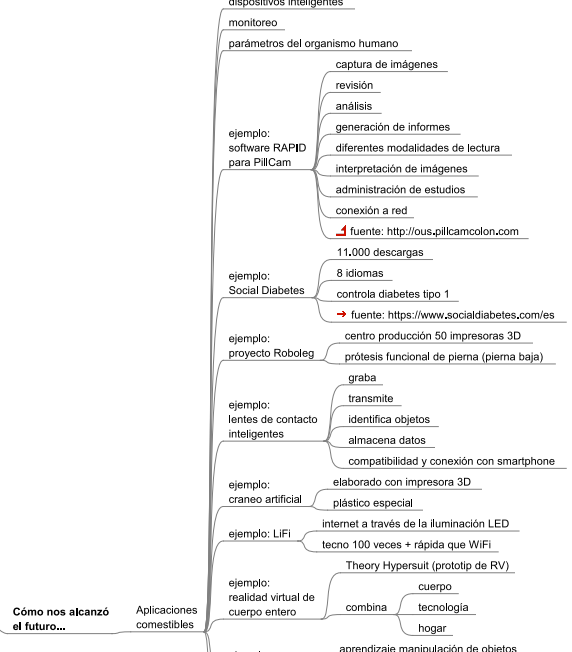 dispositivos inteligentes
monitoreo
parámetros del organismo humano
ejemplo:
software RAPID
para PillCam
captura de imágenes
revisión
análisis
generación de informes
diferentes modalidades de lectura
interpretación de imágenes
administración de estudios
conexión a red
fuente: http://ous.pillcamcolon.com
ejemplo:
Social Diabetes
11.000 descargas
8 idiomas
controla diabetes tipo 1
fuente: https://www.socialdiabetes.com/es
ejemplo:
proyecto Roboleg
centro producción 50 impresoras 3D
prótesis funcional de pierna (pierna baja)
ejemplo:
lentes de contacto
inteligentes
graba
transmite
identifica objetos
almacena datos
compatibilidad y conexión con smartphone
ejemplo:
craneo artificial
elaborado con impresora 3D
plástico especial
ejemplo: LiFi
internet a través de la iluminación LED
tecno 100 veces + rápida que WiFi
ejemplo:
realidad virtual de
cuerpo entero
Theory Hypersuit (prototip de RV)
combina
cuerpo
tecnología
hogar
Cómo nos alcanzó
el futuro...
Aplicaciones
comestibles
aprendizaje manipulación de objetos